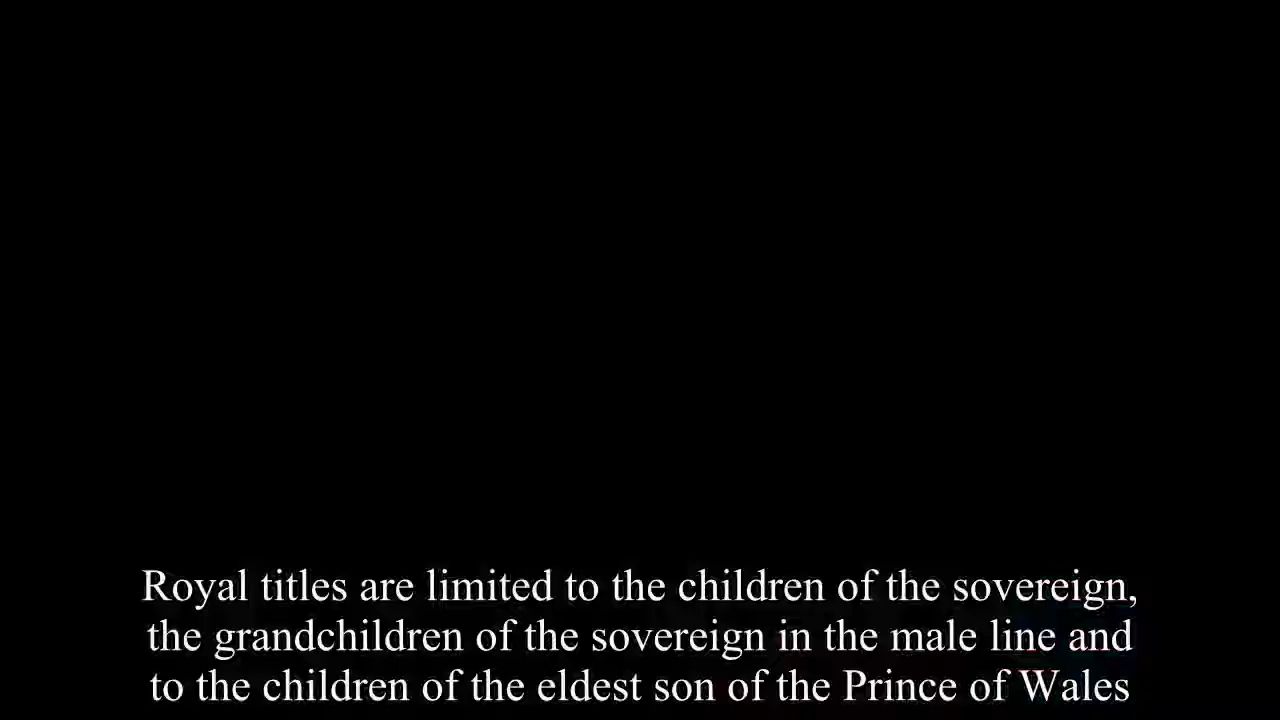 Royal titles are limited to the children of the sovereign,
the grandchildren of the sovereign in the male line and
to the children of the eldest son of the Prince of Wales